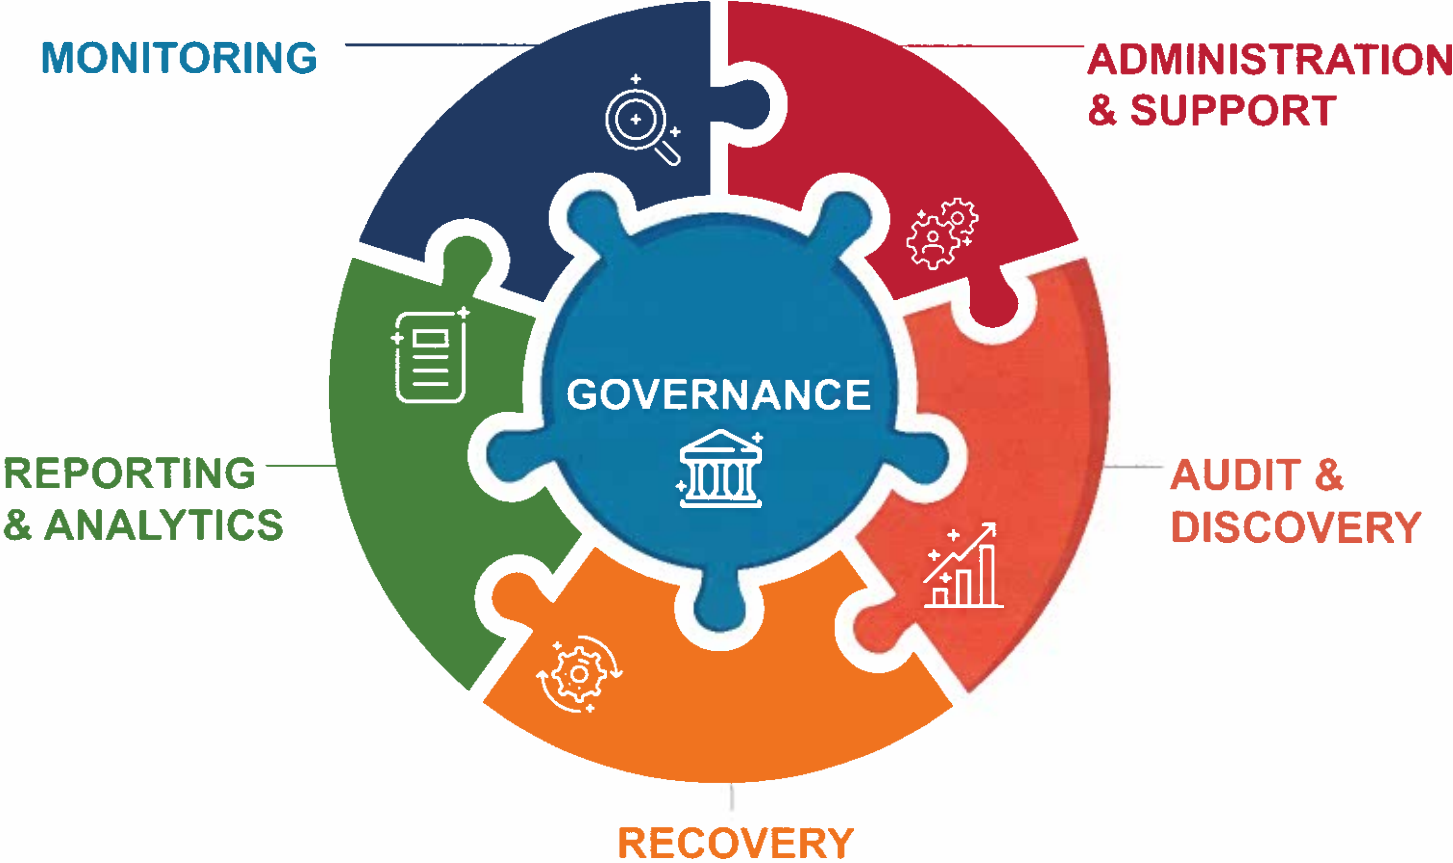 MONITORING
ADMINISTRATION
& SUPPORT
GOVERNANCE
REPORTING
& ANALYTICS
AUDIT &
DISCOVERY
RECOVERY